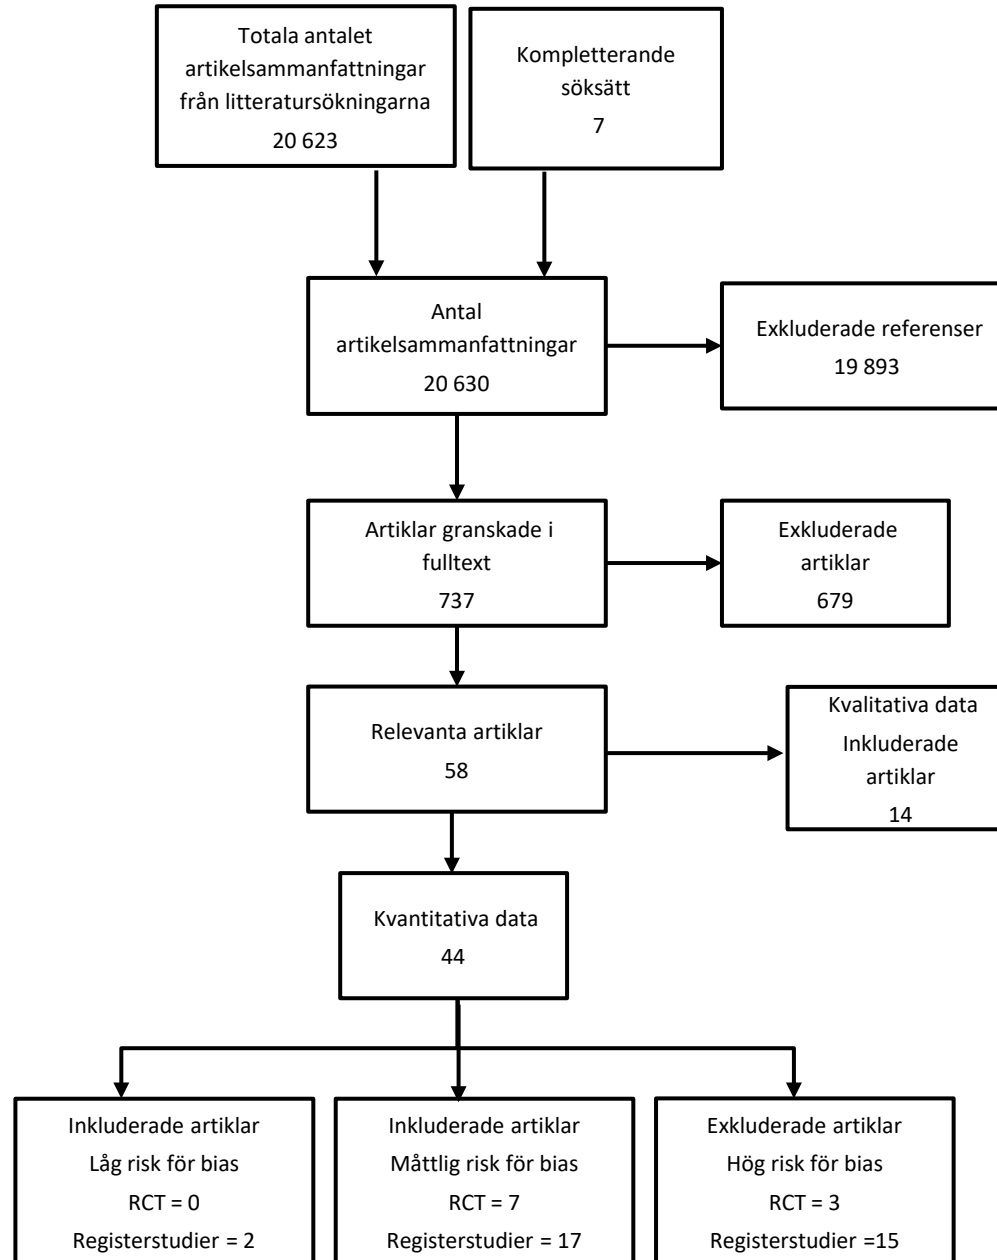 Totala antalet
artikelsammanfattningar
från litteratursökningarna
20 623
Kompletterande
söksätt
7
Antal
artikelsammanfattningar
20 630
Exkluderade referenser
19 893
Artiklar granskade i
fulltext
737
Exkluderade
artiklar
679
Relevanta artiklar
58
Kvalitativa data
Inkluderade
artiklar
14
Kvantitativa data
44
Inkluderade artiklar
Låg risk för bias
RCT = 0
Registerstudier = 2
Inkluderade artiklar
Måttlig risk för bias
RCT = 7
Registerstudier = 17
Exkluderade artiklar
Hög risk för bias
RCT = 3
Registerstudier =15